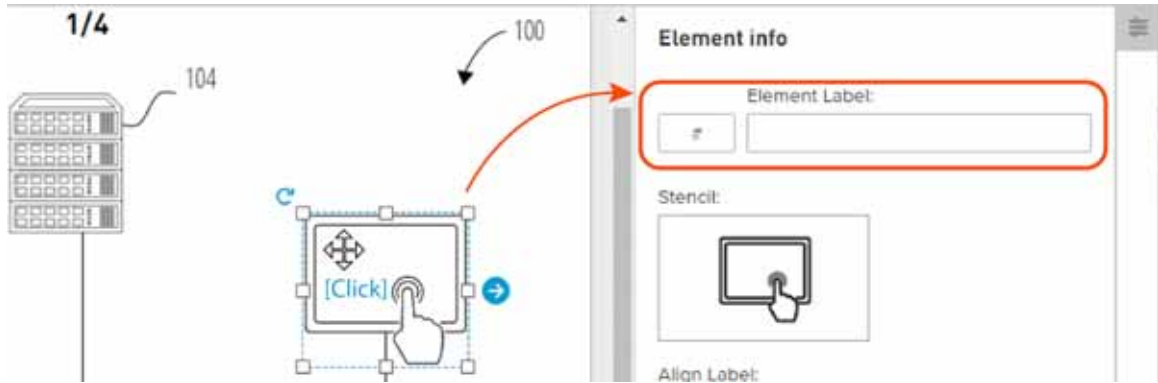 1/4
100
104
Element info
Element Label:
#
Stencil:
[Click]
Align Label: